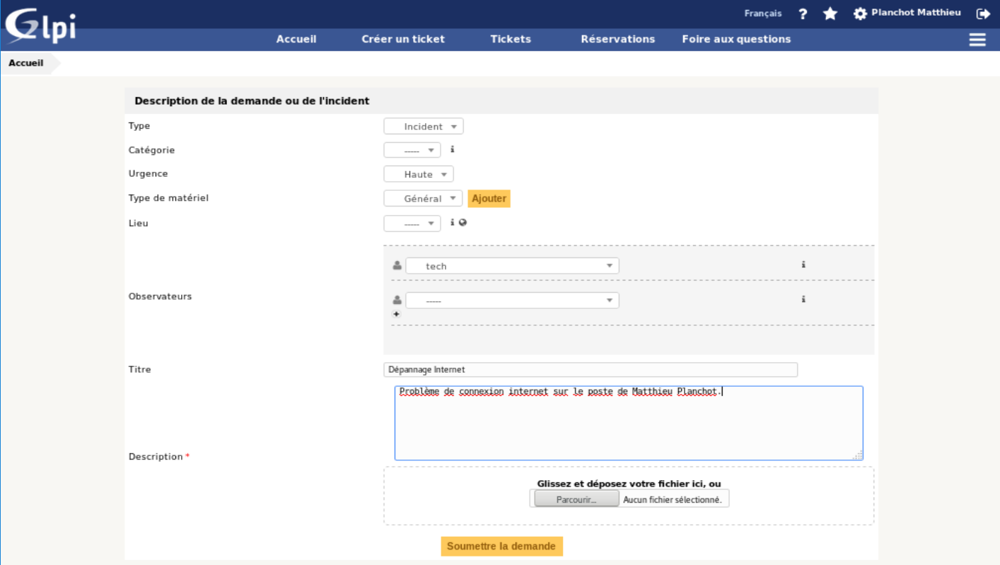 Glpi
Français ? Planchot Matthieu
Accueil Créer un ticket Tickets Réservations Foire aux questions
Accueil
Description de la demande ou de l'incident
Type Incident
Catégorie -----
Urgence Haute
Type de matériel Général Ajouter
Lieu -----
tech
Observateurs
-----
Titre Dépannage Internet
Problème de connexion internet sur le poste de Matthieu Planchot.
Description *
Glissez et déposez votre fichier ici, ou
Parcourir... Aucun fichier sélectionné.
Soumettre la demande